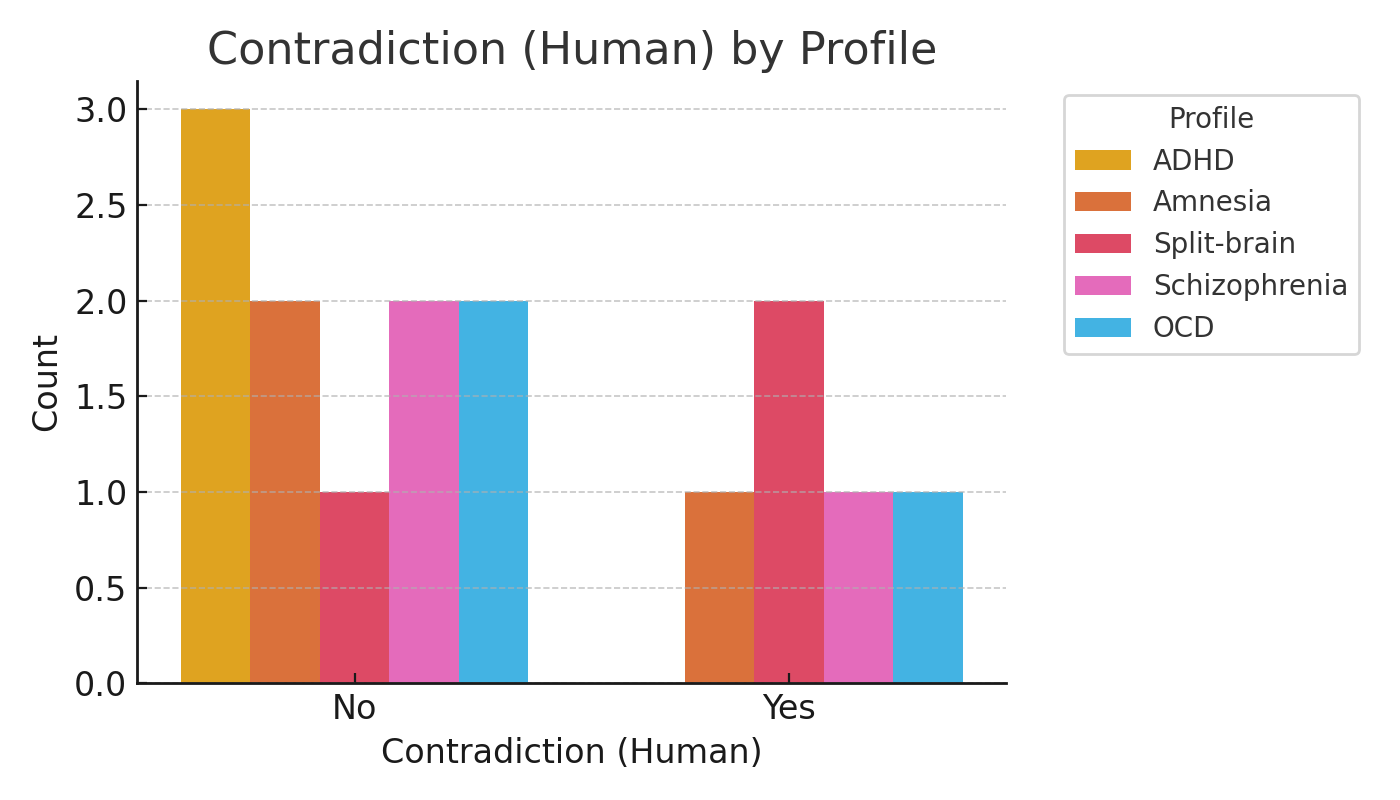 Contradiction (Human) by Profile
3.0
2.5
2.0
1.5
1.0
0.5
0.0
Count
No
Yes
Contradiction (Human)
Profile
ADHD
Amnesia
Split-brain
Schizophrenia
OCD